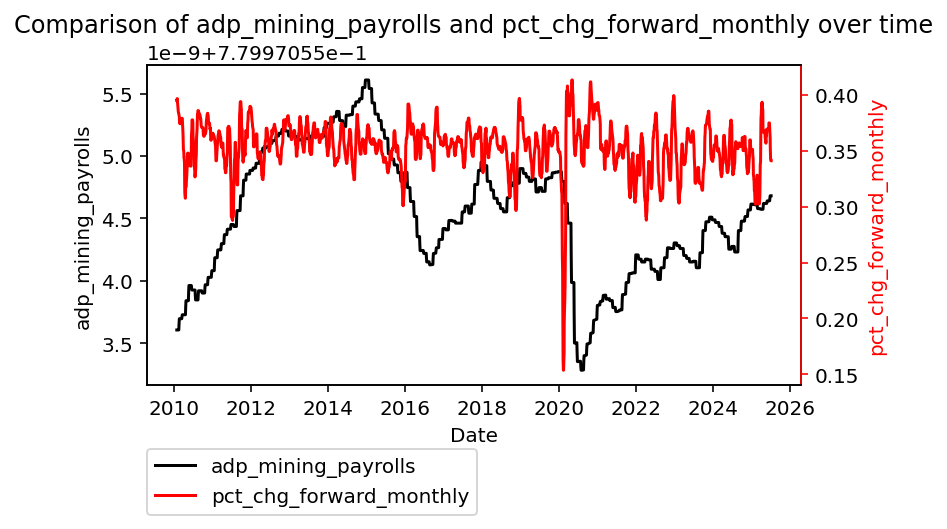 Comparison of adp_mining_payrolls and pct_chg_forward_monthly over time
1e−9+7.7997055e−1
5.5
5.0
4.5
4.0
3.5
adp_mining_payrolls
0.40
0.35
0.30
0.25
0.20
0.15
pct_chg_forward_monthly
2010 2012 2014 2016 2018 2020 2022 2024 2026
Date
adp_mining_payrolls
pct_chg_forward_monthly